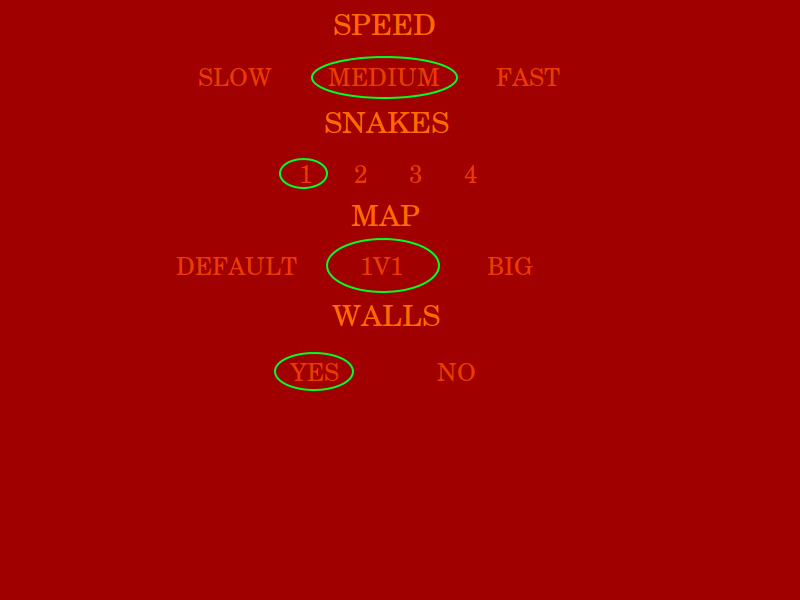 SPEED
SLOW MEDIUM FAST
SNAKES
1 2 3 4
MAP
DEFAULT 1V1 BIG
WALLS
YES NO